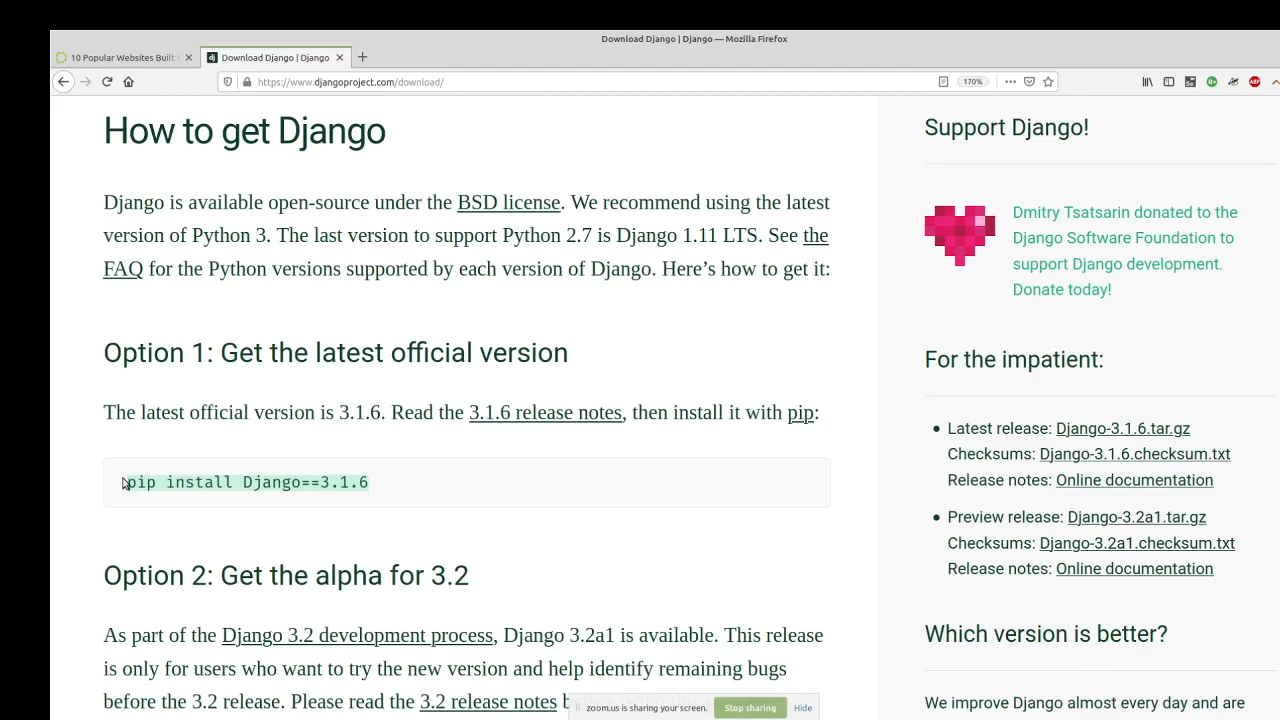 Download Django | Django — Mozilla Firefox
10 Popular Websites Built
dj Download Django | Django
https://www.djangoproject.com/download/
170%
ABP
How to get Django
Django is available open-source under the BSD license. We recommend using the latest
version of Python 3. The last version to support Python 2.7 is Django 1.11 LTS. See the
FAQ for the Python versions supported by each version of Django. Here’s how to get it:
Option 1: Get the latest official version
The latest official version is 3.1.6. Read the 3.1.6 release notes, then install it with pip:
pip install Django==3.1.6
Option 2: Get the alpha for 3.2
As part of the Django 3.2 development process, Django 3.2a1 is available. This release
is only for users who want to try the new version and help identify remaining bugs
before the 3.2 release. Please read the 3.2 release notes
zoom.us is sharing your screen. Stop sharing Hide
Support Django!
Dmitry Tsatsarin donated to the
Django Software Foundation to
support Django development.
Donate today!
For the impatient:
Latest release: Django-3.1.6.tar.gz
Checksums: Django-3.1.6.checksum.txt
Release notes: Online documentation
Preview release: Django-3.2a1.tar.gz
Checksums: Django-3.2a1.checksum.txt
Release notes: Online documentation
Which version is better?
We improve Django almost every day and are